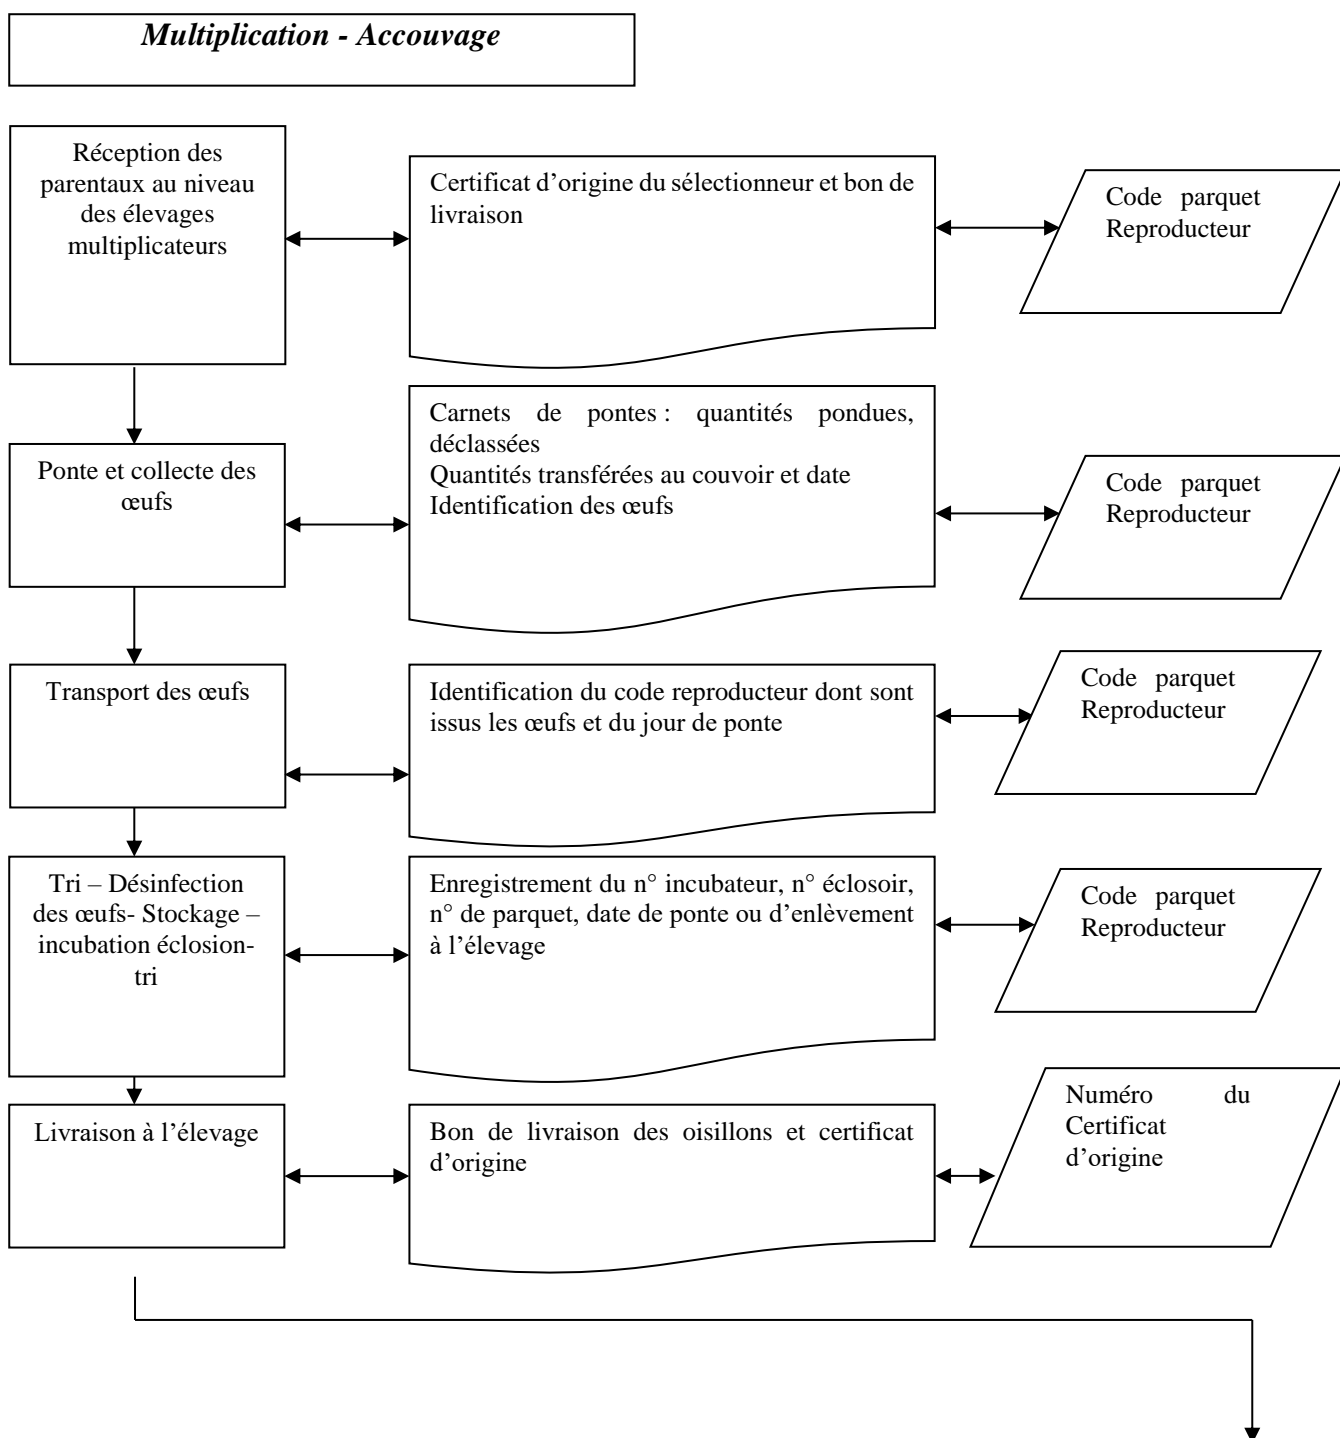 Multiplication - Accouvage
Réception des
parentaux au niveau
des élevages
multiplicateurs
Certificat d’origine du sélectionneur et bon de
livraison
Code parquet
Reproducteur
Ponte et collecte des
œufs
Carnets de pontes : quantités pondues,
déclassées
Quantités transférées au couvoir et date
Identification des œufs
Code parquet
Reproducteur
Transport des œufs
Identification du code reproducteur dont sont
issus les œufs et du jour de ponte
Code parquet
Reproducteur
Tri – Désinfection
des œufs- Stockage –
incubation éclosion-
tri
Enregistrement du n° incubateur, n° éclosoir,
n° de parquet, date de ponte ou d’enlèvement
à l’élevage
Code parquet
Reproducteur
Livraison à l’élevage
Bon de livraison des oisillons et certificat
d’origine
Numéro du
Certificat
d’origine